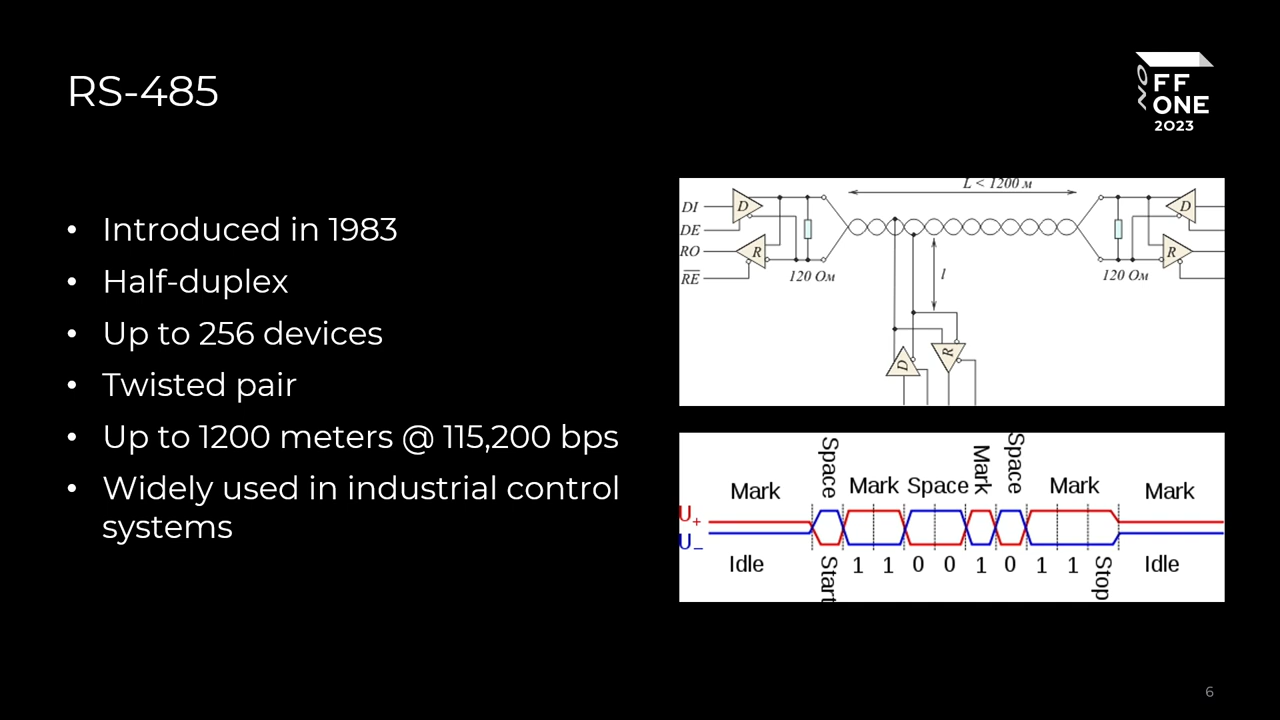 RS-485
NO
FF
ONE
2023
• Introduced in 1983
• Half-duplex
• Up to 256 devices
• Twisted pair
• Up to 1200 meters @ 115,200 bps
• Widely used in industrial control
systems
L < 1200 м
DI
D
DE
RO
R
RE
120 Ом
l
D
R
D
R
120 Ом
Space
Mark
Space
Mark
Space
Mark
Mark
Mark
U+
U−
Idle
Start
1 1 0 0 1 0 1 1
Stop
Idle
6